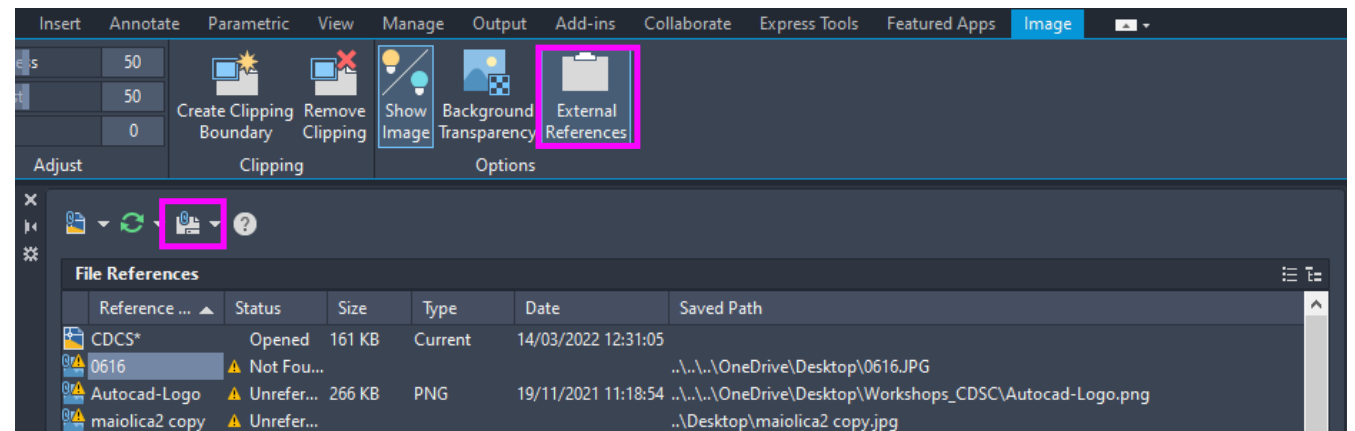 Insert Annotate Parametric View Manage Output Add-ins Collaborate Express Tools Featured Apps Image
50
50
Create Clipping Remove Show Background External
0 Boundary Clipping Image Transparency References
Adjust Clipping Options
File References
Reference ... Status Size Type Date Saved Path
CDCS* Opened 161 KB Current 14/03/2022 12:31:05
0616 Not Fou... ..\..\..\OneDrive\Desktop\0616.JPG
Autocad-Logo Unrefer... 266 KB PNG 19/11/2021 11:18:54 ..\..\..\OneDrive\Desktop\Workshops_CDSC\Autocad-Logo.png
maiolica2 copy Unrefer... ..\Desktop\maiolica2 copy.jpg